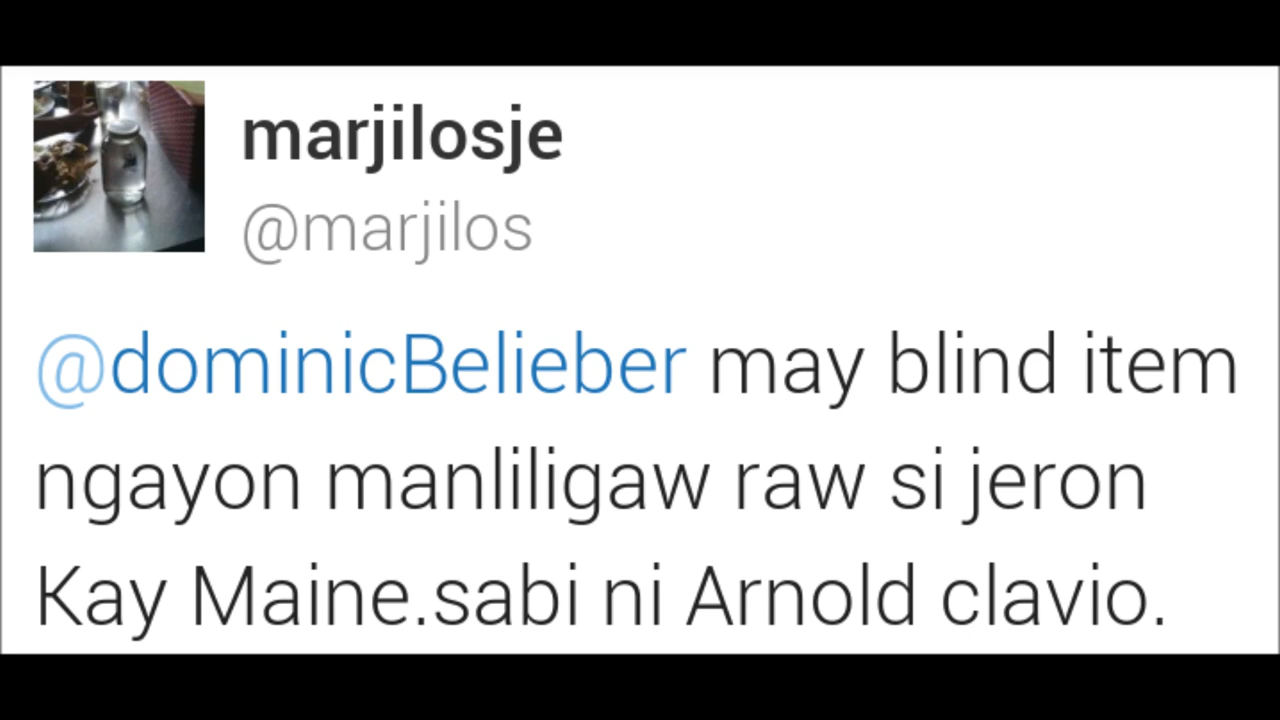 marjilosje
@marjilos
@dominicBelieber may blind item
ngayon manliligaw raw si jeron
Kay Maine.sabi ni Arnold clavio.